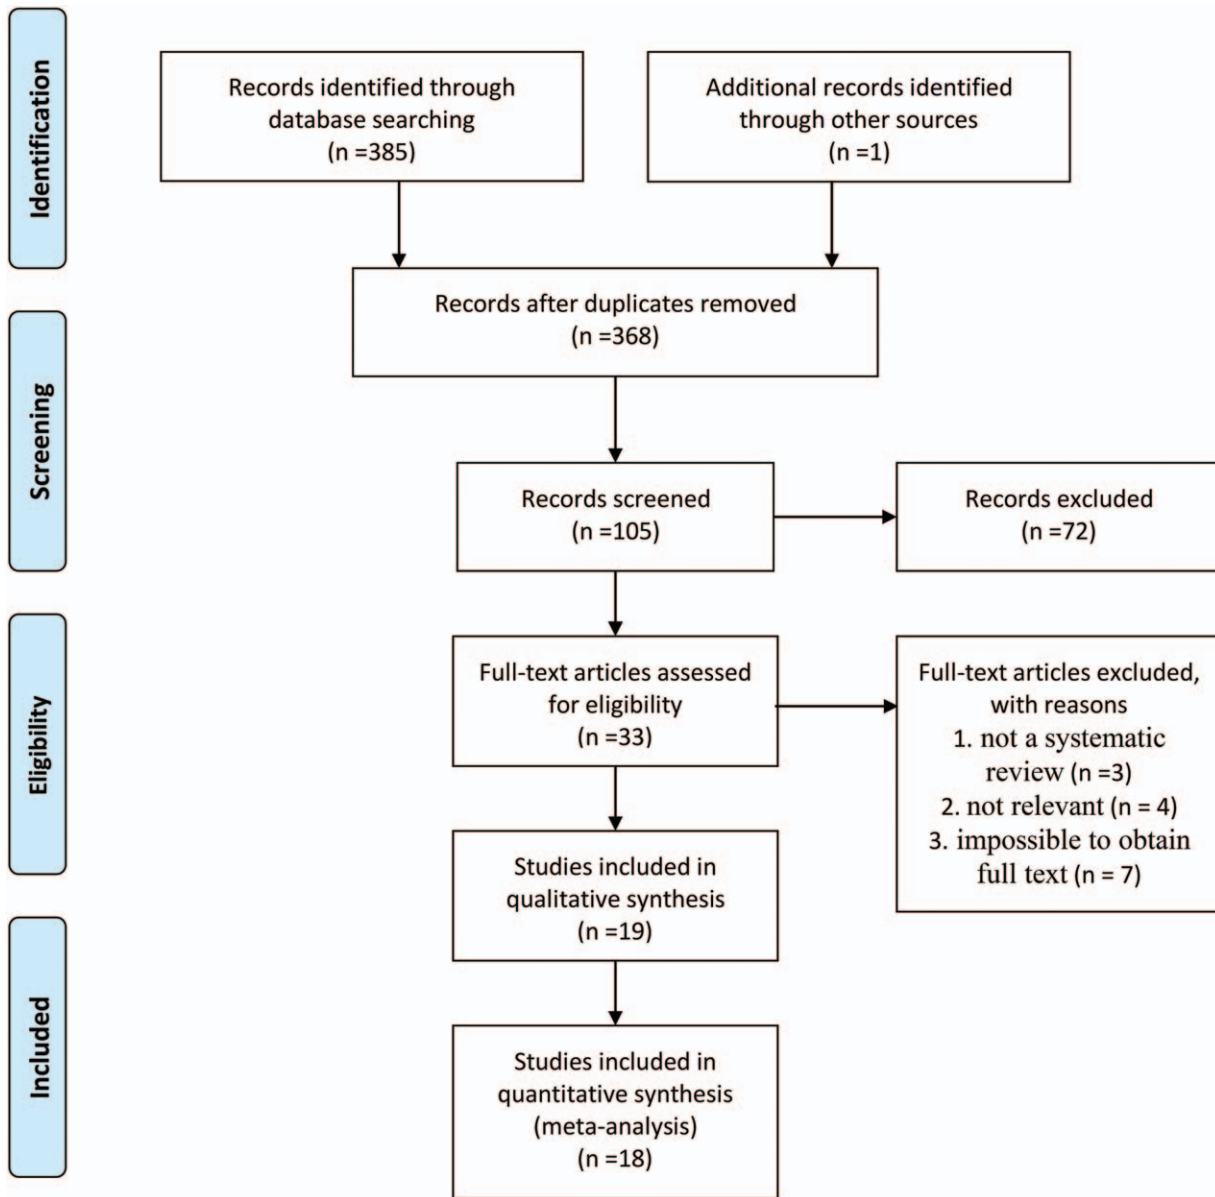 Identification
Records identified through
database searching
(n =385)
Additional records identified
through other sources
(n =1)
Records after duplicates removed
(n =368)
Screening
Records screened
(n =105)
Records excluded
(n =72)
Eligibility
Full-text articles assessed
for eligibility
(n =33)
Full-text articles excluded,
with reasons
1. not a systematic
review (n =3)
2. not relevant (n = 4)
3. impossible to obtain
full text (n = 7)
Studies included in
qualitative synthesis
(n =19)
Included
Studies included in
quantitative synthesis
(meta-analysis)
(n =18)